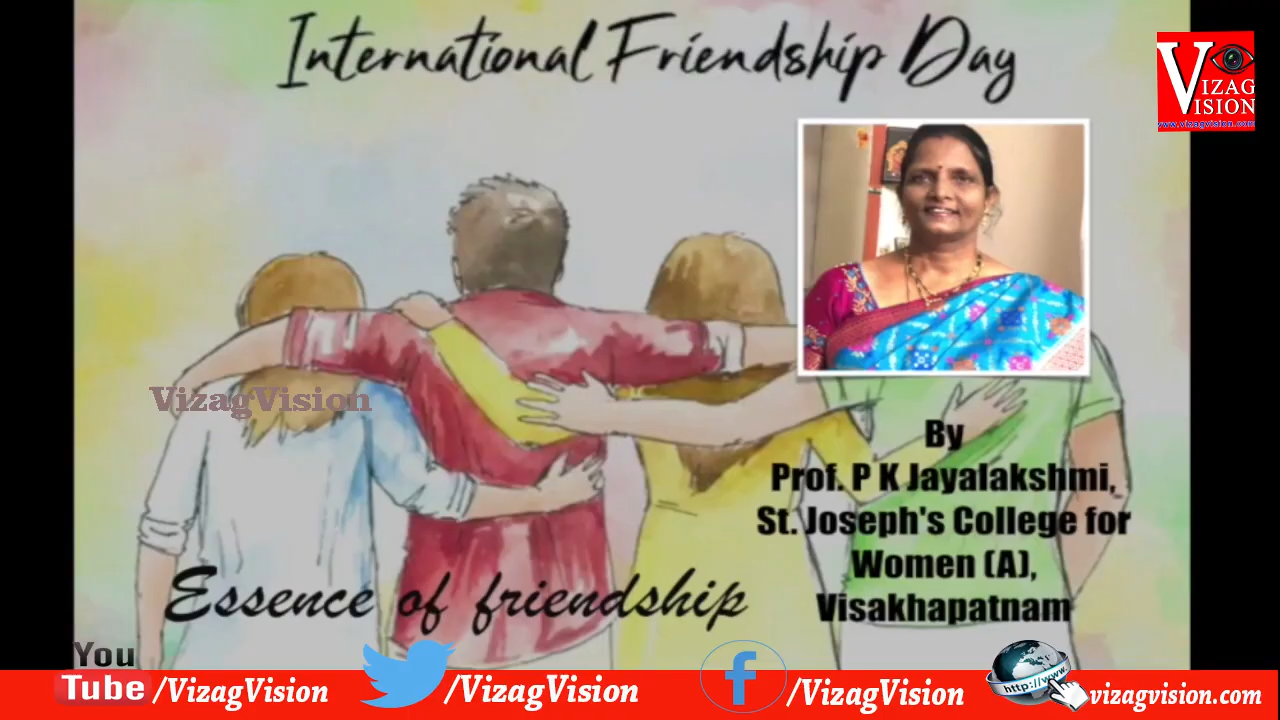 International Friendship Day
VIZAG
VISION
www.vizagvision.com
VizagVision
By
Prof. P K Jayalakshmi,
St. Joseph's College for
Women (A),
Visakhapatnam
Essence of friendship
You
Tube /VizagVision
/VizagVision
f /VizagVision
http://www.
vizagvision.com